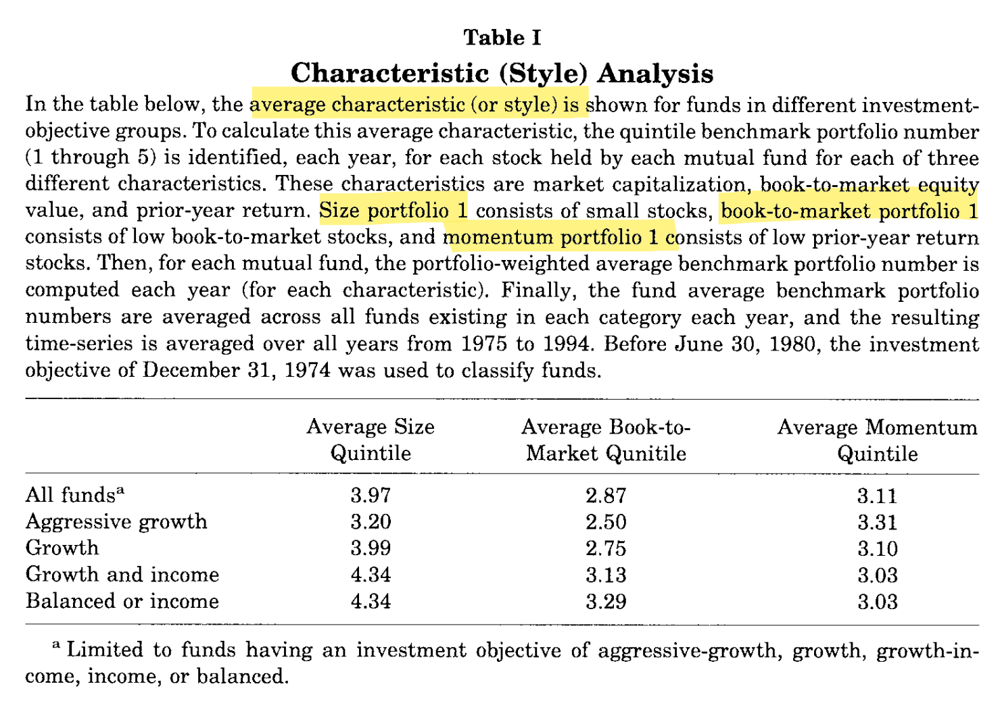 Table I
Characteristic (Style) Analysis
In the table below, the average characteristic (or style) is shown for funds in different investment-
objective groups. To calculate this average characteristic, the quintile benchmark portfolio number
(1 through 5) is identified, each year, for each stock held by each mutual fund for each of three
different characteristics. These characteristics are market capitalization, book-to-market equity
value, and prior-year return. Size portfolio 1 consists of small stocks, book-to-market portfolio 1
consists of low book-to-market stocks, and momentum portfolio 1 consists of low prior-year return
stocks. Then, for each mutual fund, the portfolio-weighted average benchmark portfolio number is
computed each year (for each characteristic). Finally, the fund average benchmark portfolio
numbers are averaged across all funds existing in each category each year, and the resulting
time-series is averaged over all years from 1975 to 1994. Before June 30, 1980, the investment
objective of December 31, 1974 was used to classify funds.
Average Size Average Book-to- Average Momentum
Quintile Market Qunitile Quintile
All fundsᵃ 3.97 2.87 3.11
Aggressive growth 3.20 2.50 3.31
Growth 3.99 2.75 3.10
Growth and income 4.34 3.13 3.03
Balanced or income 4.34 3.29 3.03
ᵃ Limited to funds having an investment objective of aggressive-growth, growth, growth-in-
come, income, or balanced.